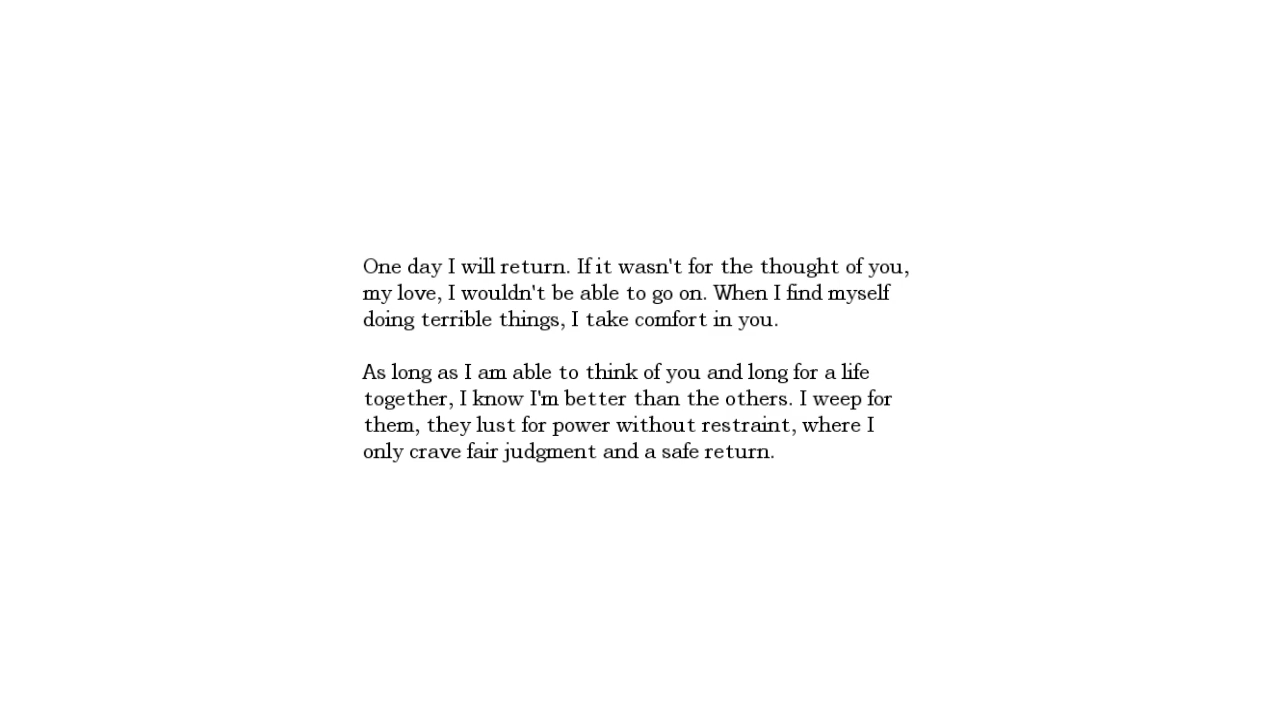 One day I will return. If it wasn't for the thought of you,
my love, I wouldn't be able to go on. When I find myself
doing terrible things, I take comfort in you.
As long as I am able to think of you and long for a life
together, I know I'm better than the others. I weep for
them, they lust for power without restraint, where I
only crave fair judgment and a safe return.